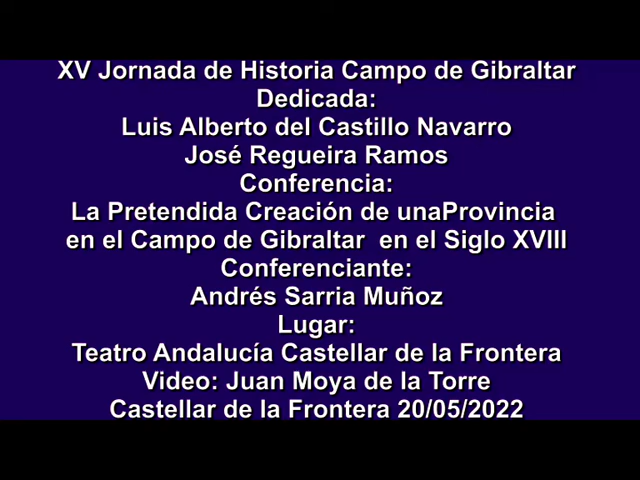 XV Jornada de Historia Campo de Gibraltar
Dedicada:
Luis Alberto del Castillo Navarro
José Regueira Ramos
Conferencia:
La Pretendida Creación de unaProvincia
en el Campo de Gibraltar en el Siglo XVIII
Conferenciante:
Andrés Sarria Muñoz
Lugar:
Teatro Andalucía Castellar de la Frontera
Video: Juan Moya de la Torre
Castellar de la Frontera 20/05/2022